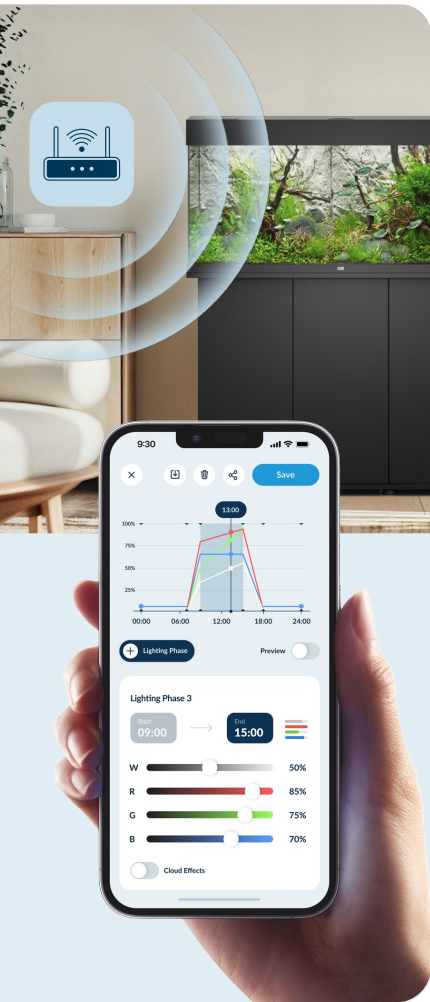 9:30
Save
13:00
100%
75%
50%
25%
00:00 06:00 12:00 18:00 24:00
Lighting Phase
Preview
Lighting Phase 3
Start
09:00
End
15:00
W 50%
R 85%
G 75%
B 70%
Cloud Effects